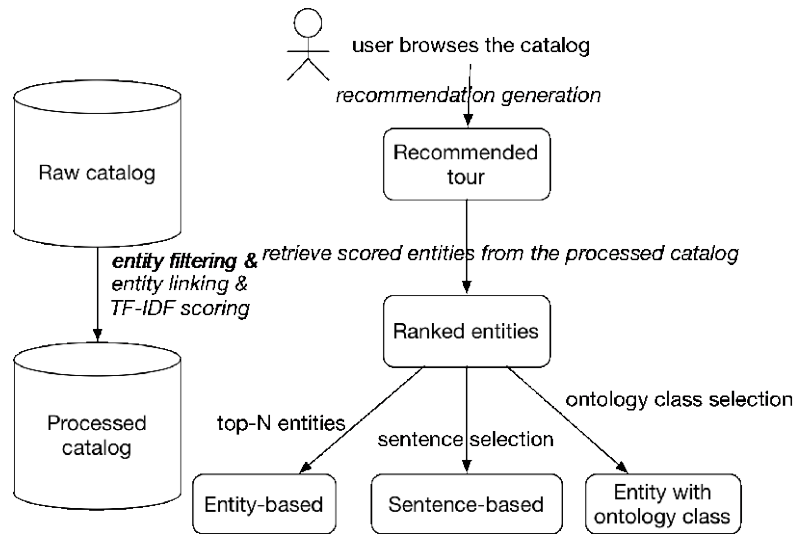 user browses the catalog
recommendation generation
Raw catalog
Recommended
tour
entity filtering &
entity linking &
TF-IDF scoring
retrieve scored entities from the processed catalog
Ranked entities
Processed
catalog
top-N entities
sentence selection
ontology class selection
Entity-based
Sentence-based
Entity with
ontology class